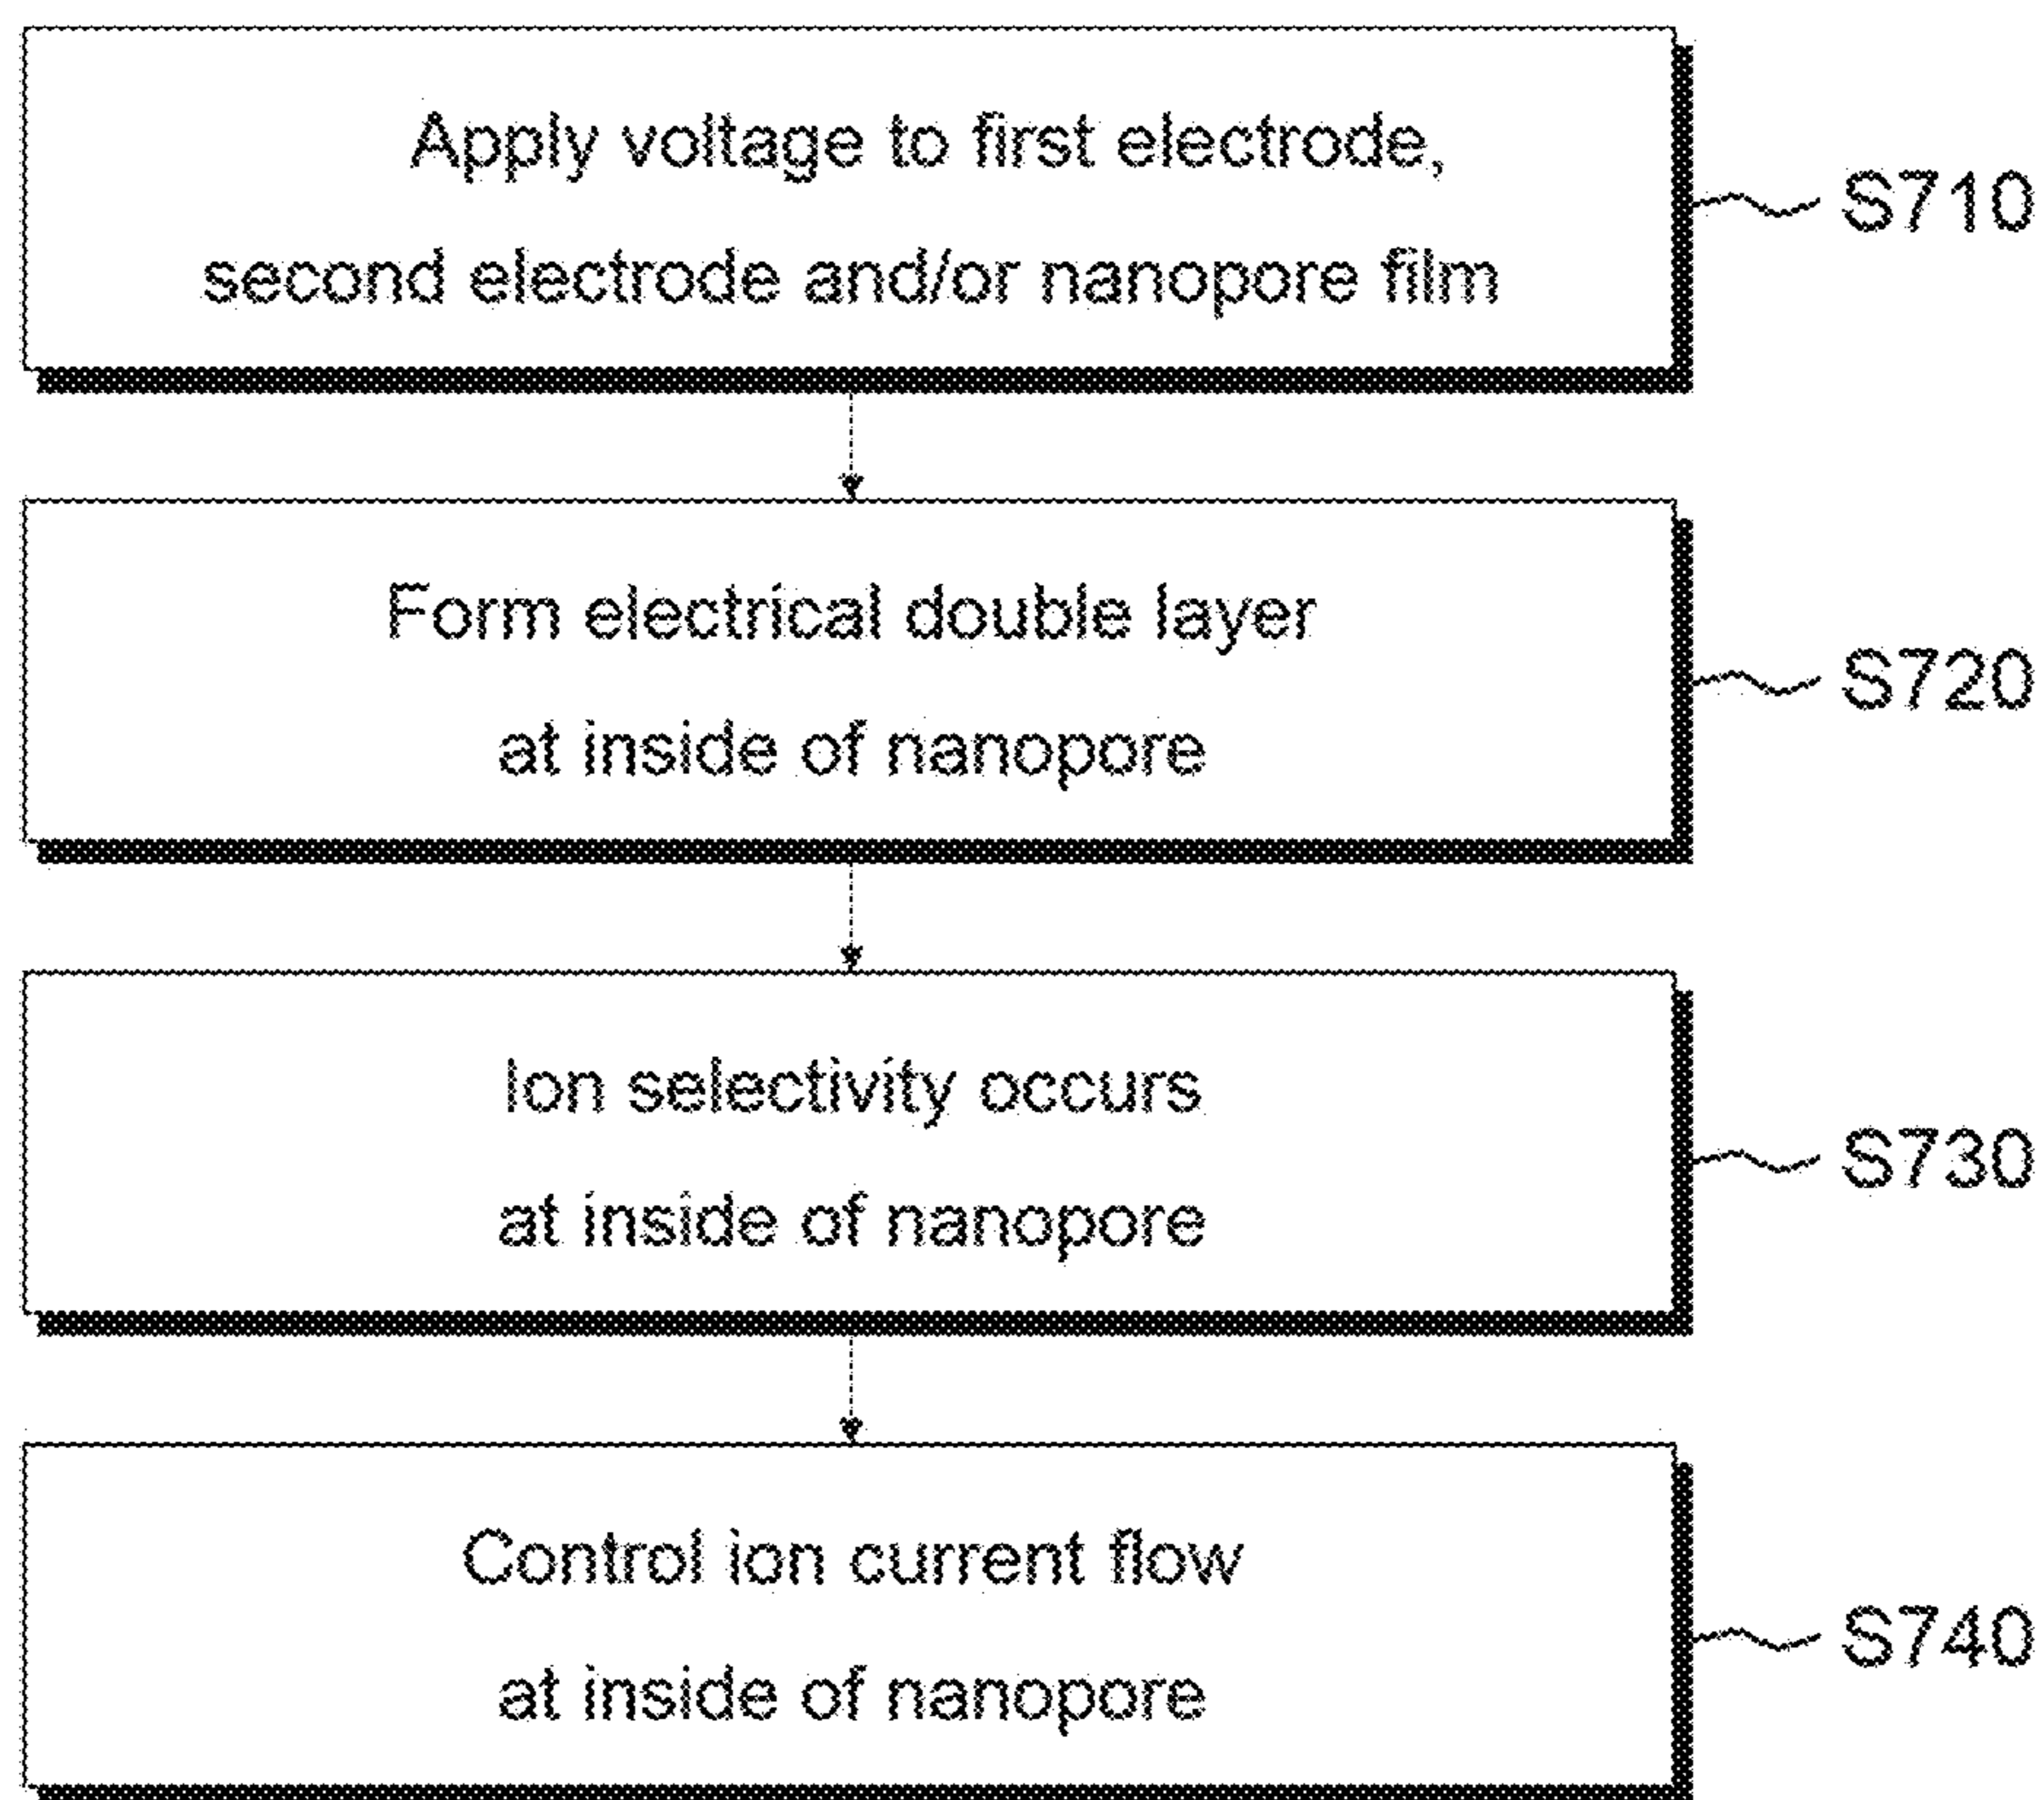 Apply voltage to first electrode,
second electrode and/or nanopore film
S710
Form electrical double layer
at inside of nanopore
S720
Ion selectivity occurs
at inside of nanopore
S730
Control ion current flow
at inside of nanopore
S740